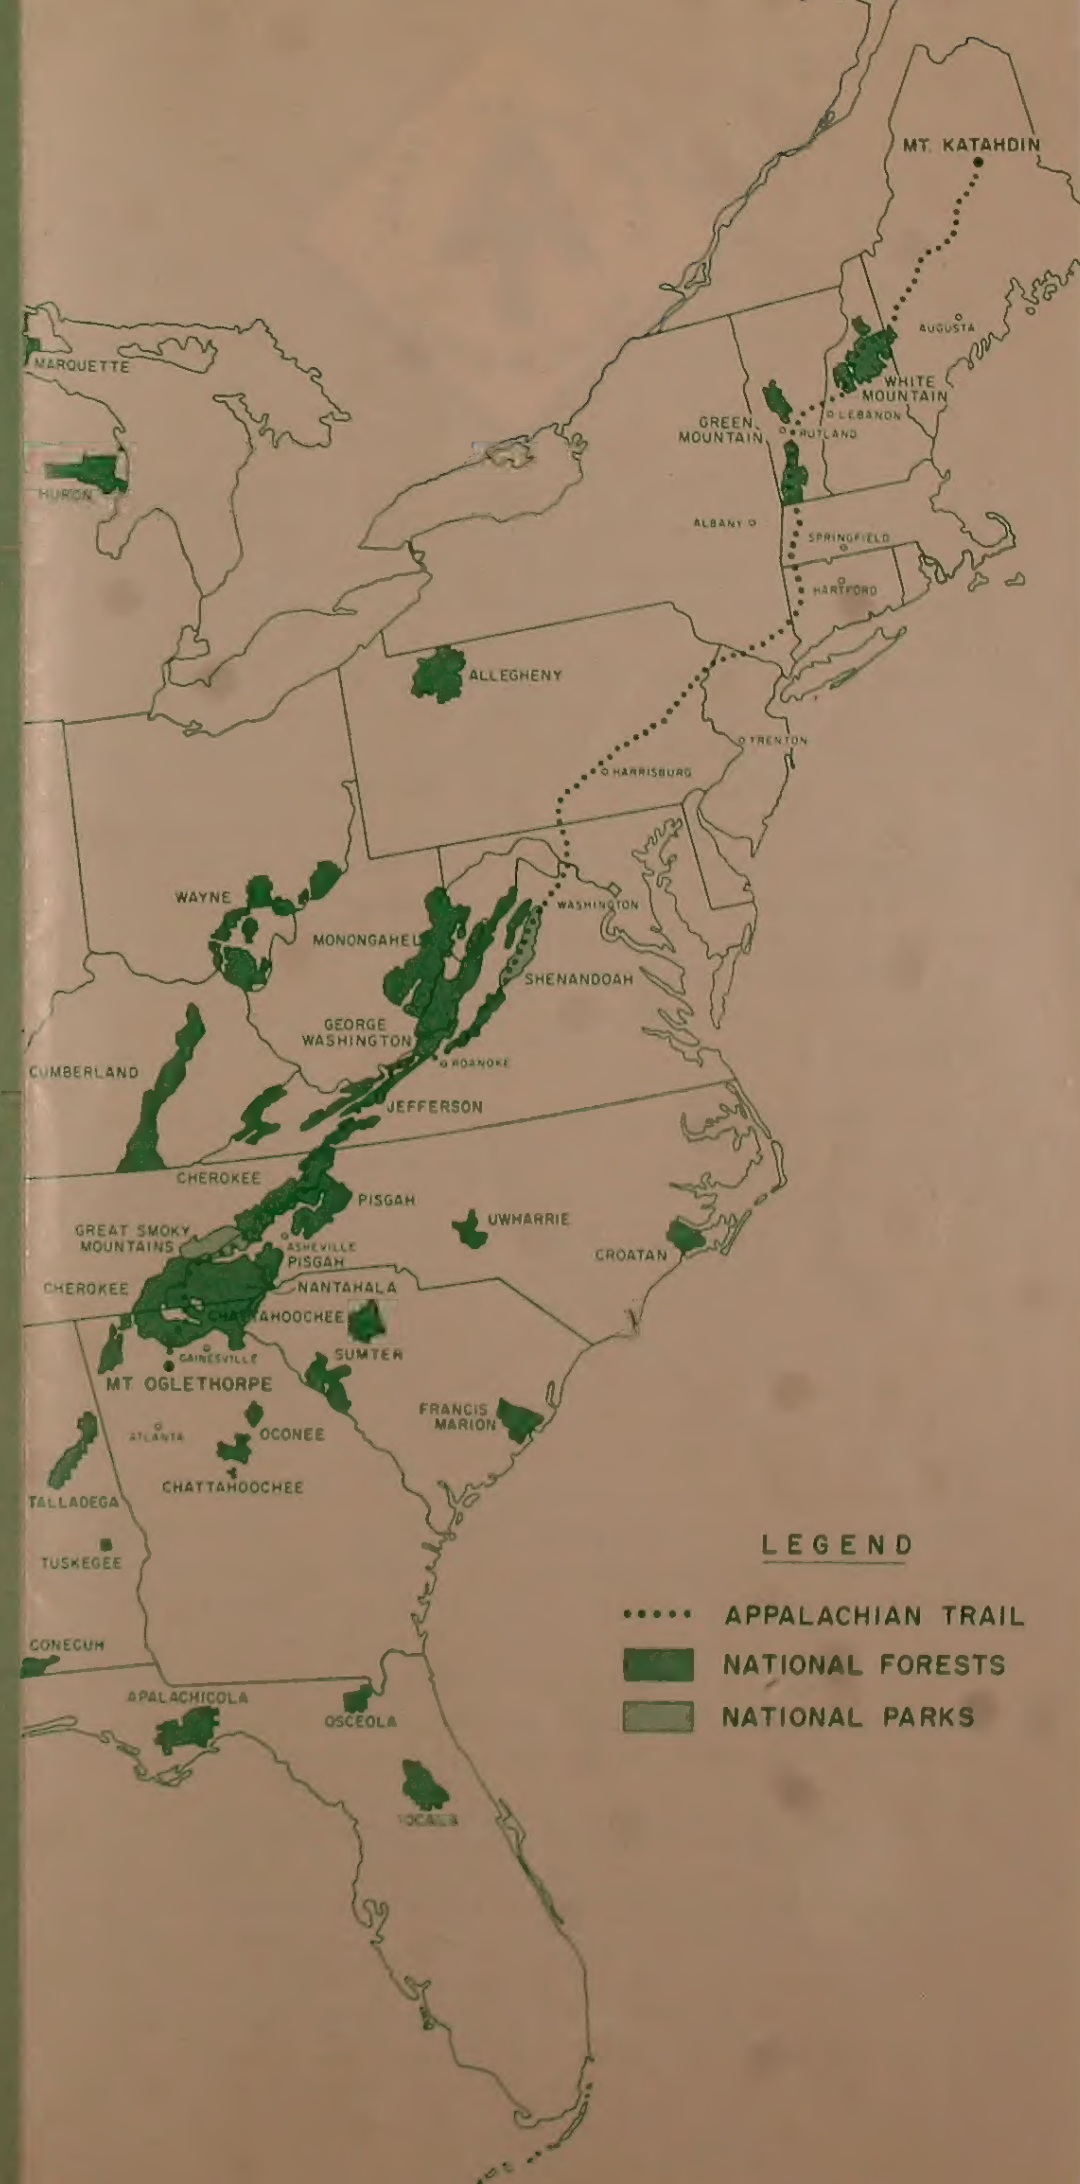 MT. KATAHDIN
AUGUSTA
MARQUETTE
WHITE
MOUNTAIN
LEBANON
GREEN
MOUNTAIN
RUTLAND
HURON
ALBANY
SPRINGFIELD
HARTFORD
ALLEGHENY
TRENTON
HARRISBURG
WAYNE
WASHINGTON
MONONGAHEL
SHENANDOAH
GEORGE
WASHINGTON
ROANOKE
CUMBERLAND
JEFFERSON
CHEROKEE
PISGAH
UWHARRIE
GREAT SMOKY
MOUNTAINS
ASHEVILLE
PISGAH
CROATAN
CHEROKEE
NANTAHALA
CHATTAHOOCHEE
SUMTER
GAINESVILLE
MT. OGLETHORPE
FRANCIS
MARION
ATLANTA
OCONEE
CHATTAHOOCHEE
TALLADEGA
TUSKEGEE
LEGEND
APPALACHIAN TRAIL
CONECUH
NATIONAL FORESTS
APALACHICOLA
OSCEOLA
NATIONAL PARKS
OCALA